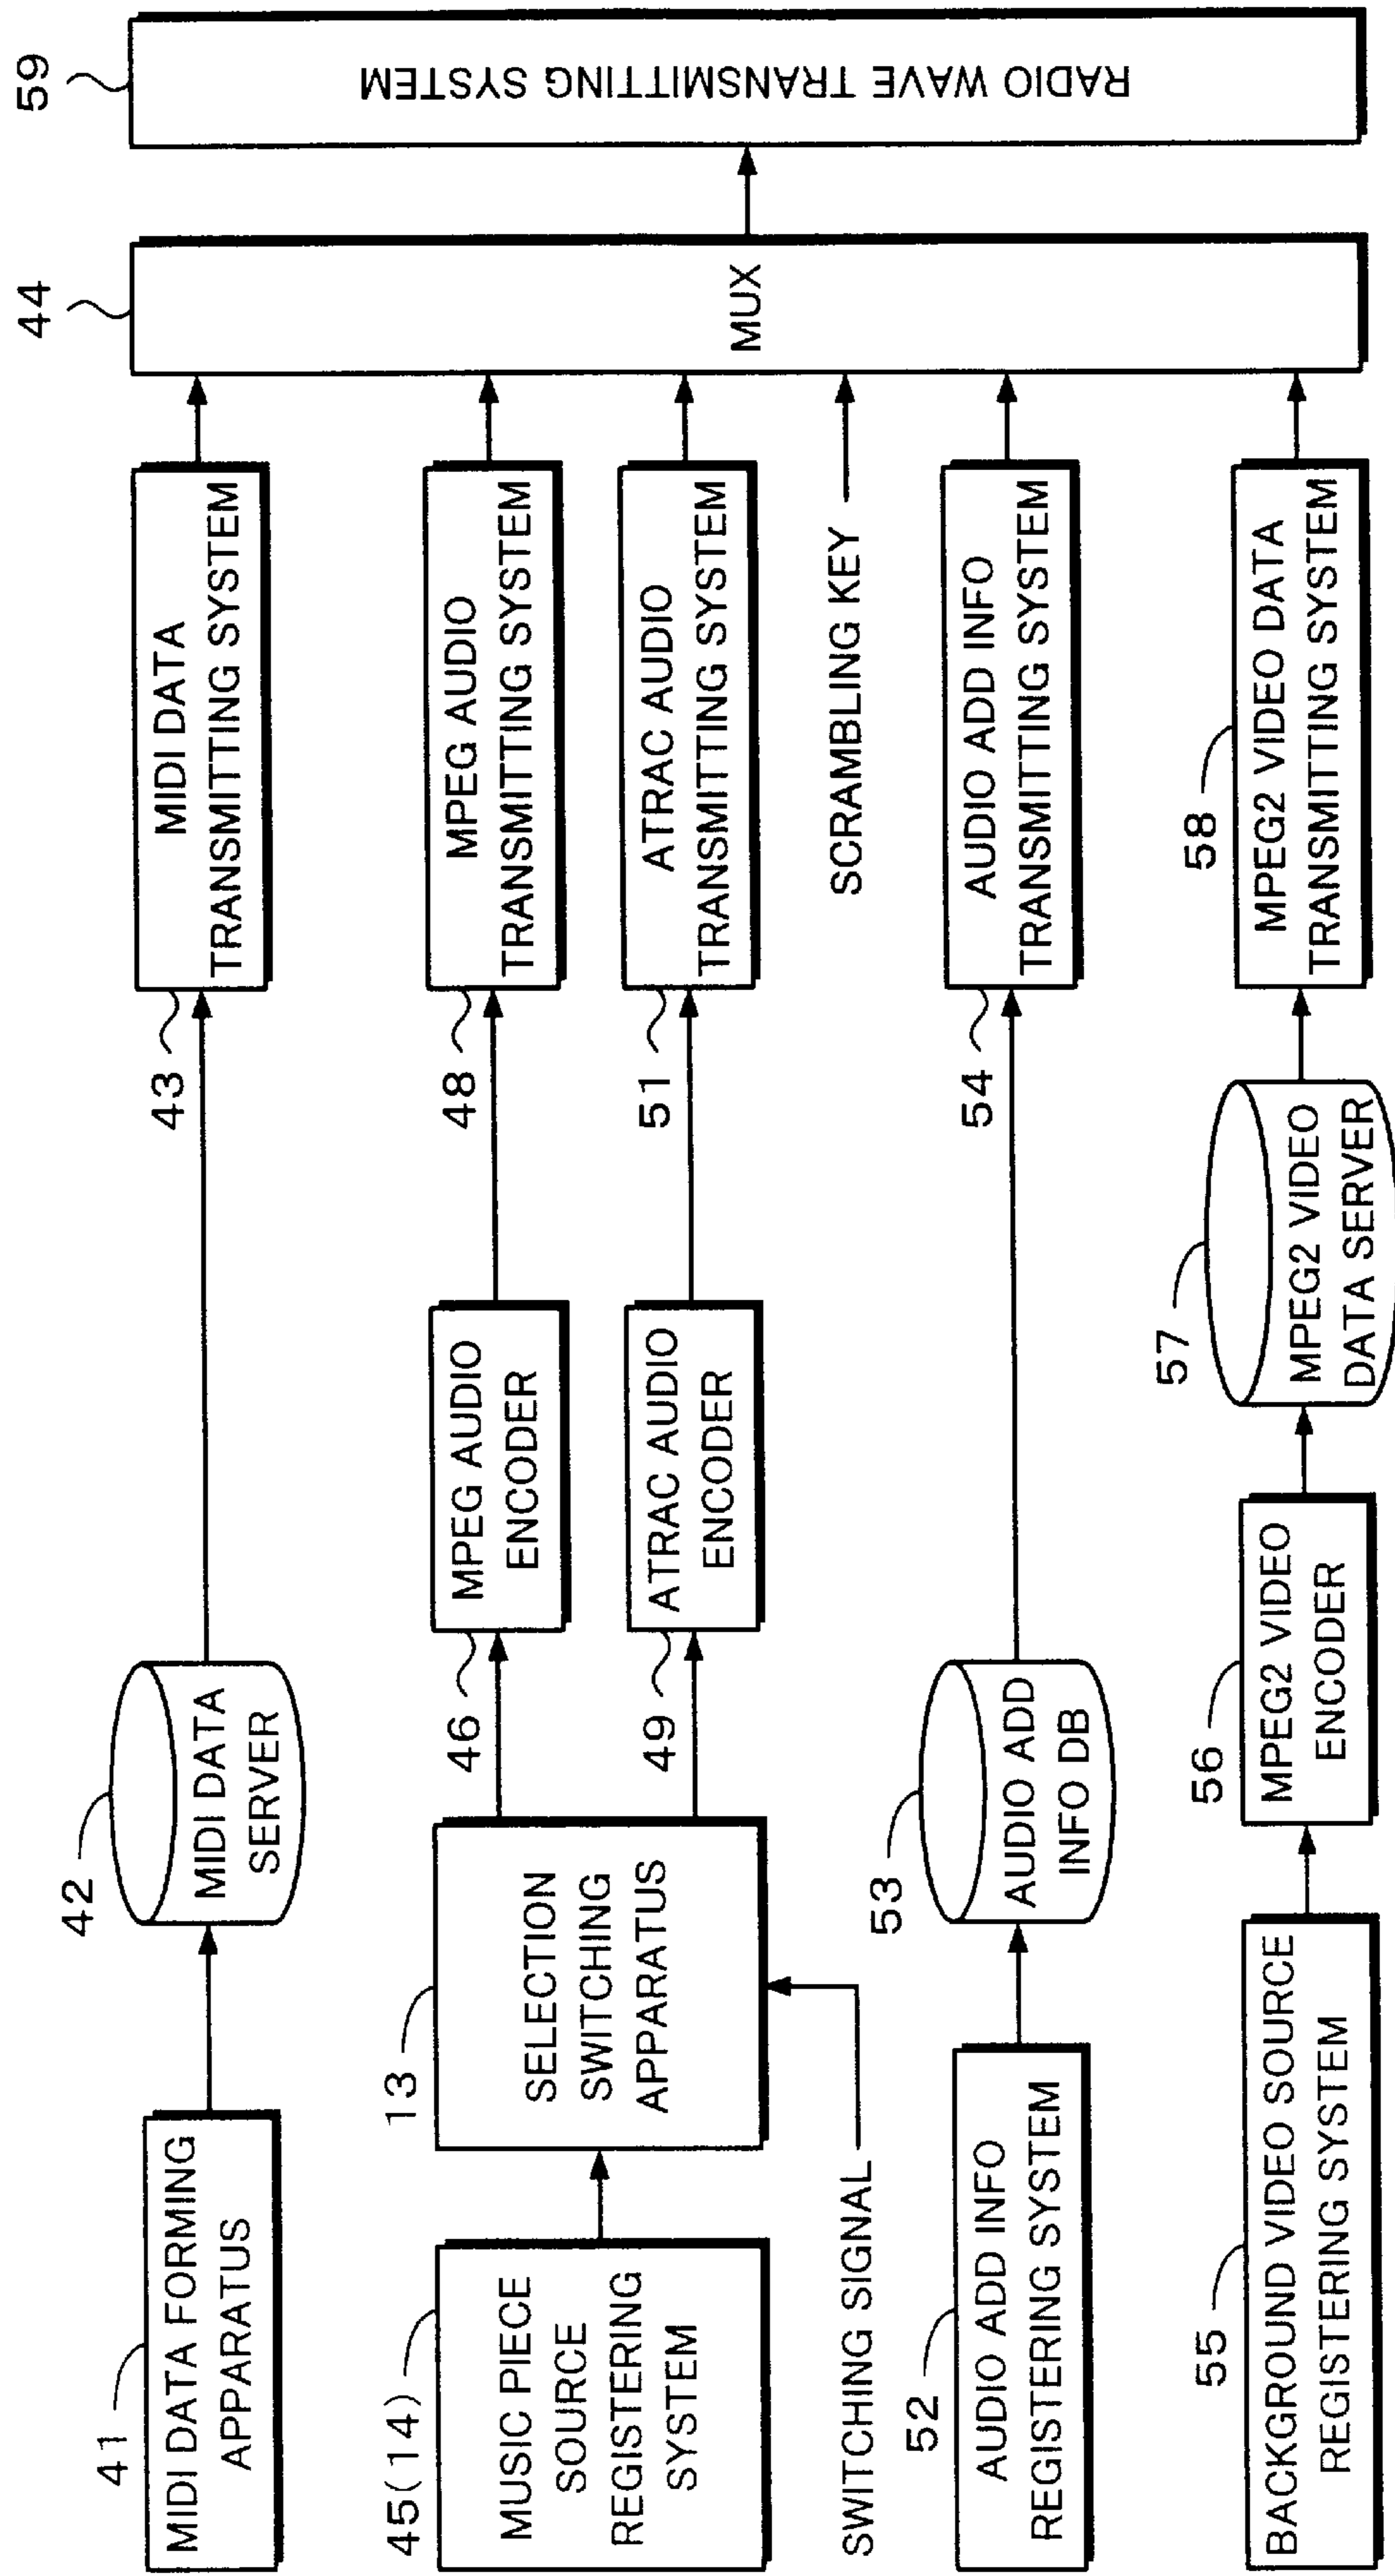 41
MIDI DATA FORMING
APPARATUS
42
MIDI DATA
SERVER
43
MIDI DATA
TRANSMITTING SYSTEM
45(14)
MUSIC PIECE
SOURCE
REGISTERING
SYSTEM
13
SELECTION
SWITCHING
APPARATUS
SWITCHING SIGNAL
46
MPEG AUDIO
ENCODER
48
MPEG AUDIO
TRANSMITTING SYSTEM
49
ATRAC AUDIO
ENCODER
51
ATRAC AUDIO
TRANSMITTING SYSTEM
SCRAMBLING KEY
52
AUDIO ADD INFO
REGISTERING SYSTEM
53
AUDIO ADD
INFO DB
54
AUDIO ADD INFO
TRANSMITTING SYSTEM
55
BACKGROUND VIDEO SOURCE
REGISTERING SYSTEM
56
MPEG2 VIDEO
ENCODER
57
MPEG2 VIDEO
DATA SERVER
58
MPEG2 VIDEO DATA
TRANSMITTING SYSTEM
44
MUX
59
RADIO WAVE TRANSMITTING SYSTEM